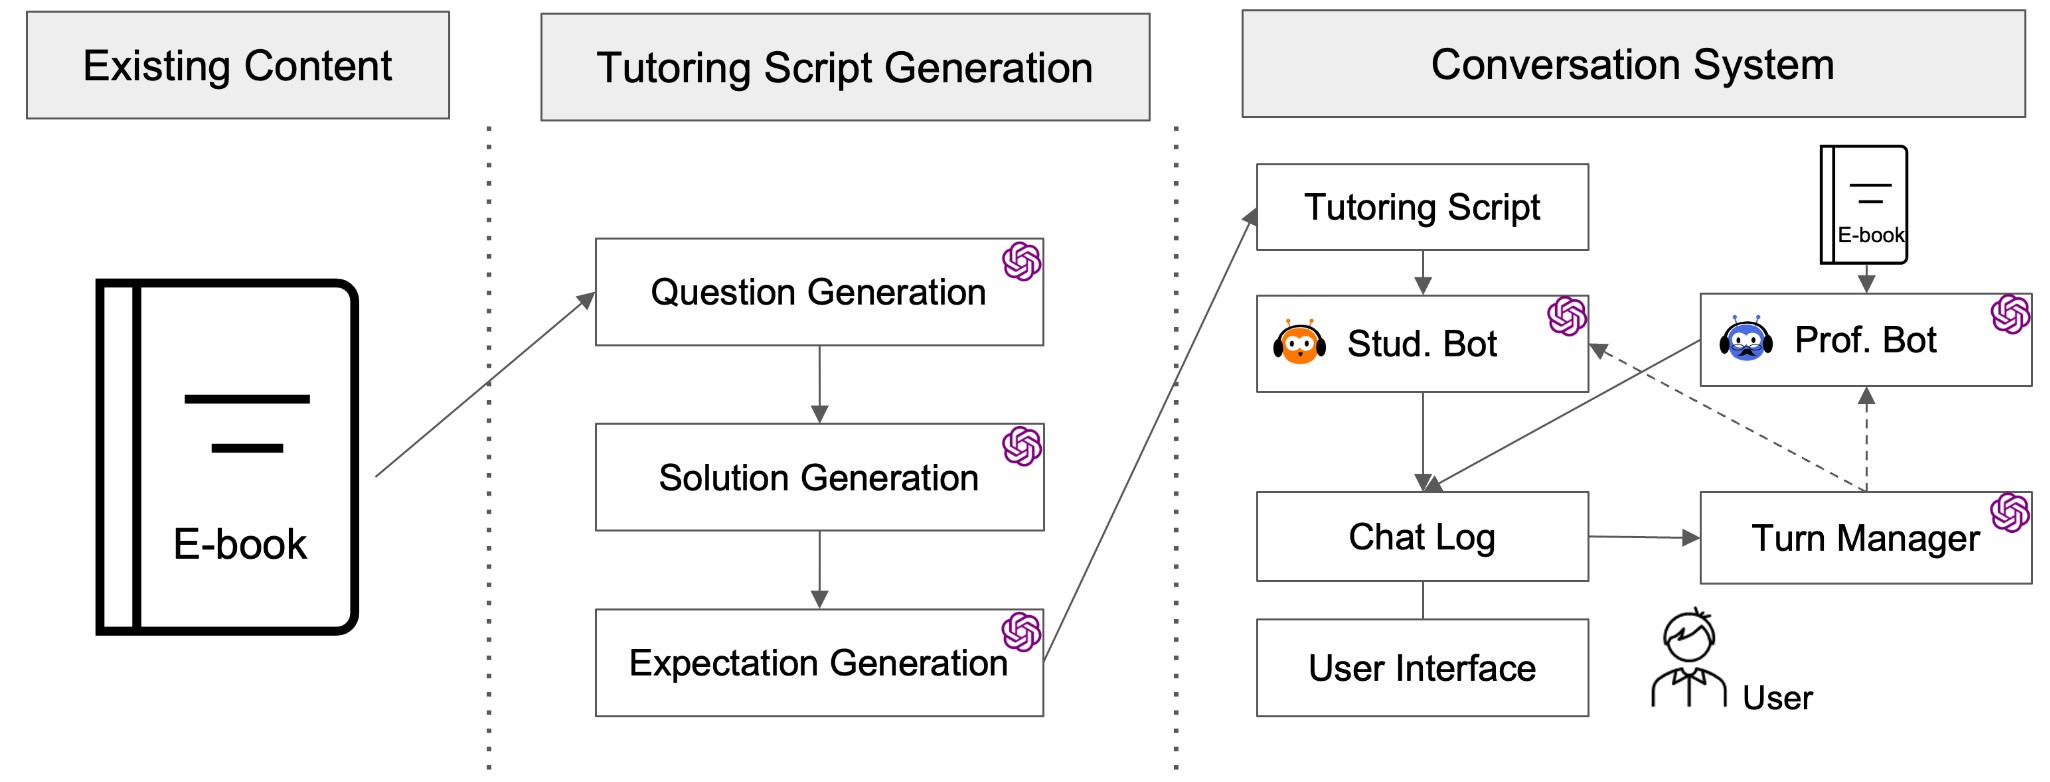 Existing Content
Tutoring Script Generation
Conversation System
E-book
Question Generation
Solution Generation
Expectation Generation
Tutoring Script
E-book
Stud. Bot
Prof. Bot
Chat Log
Turn Manager
User Interface
User